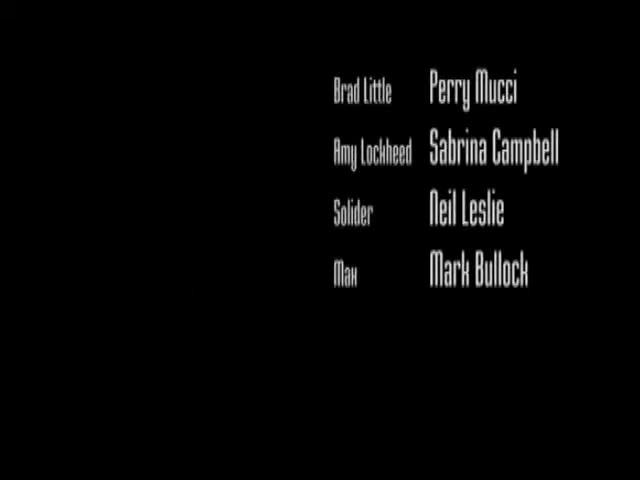 Brad Little Perry Mucci
Amy Lockheed Sabrina Campbell
Solider Neil Leslie
Max Mark Bullock